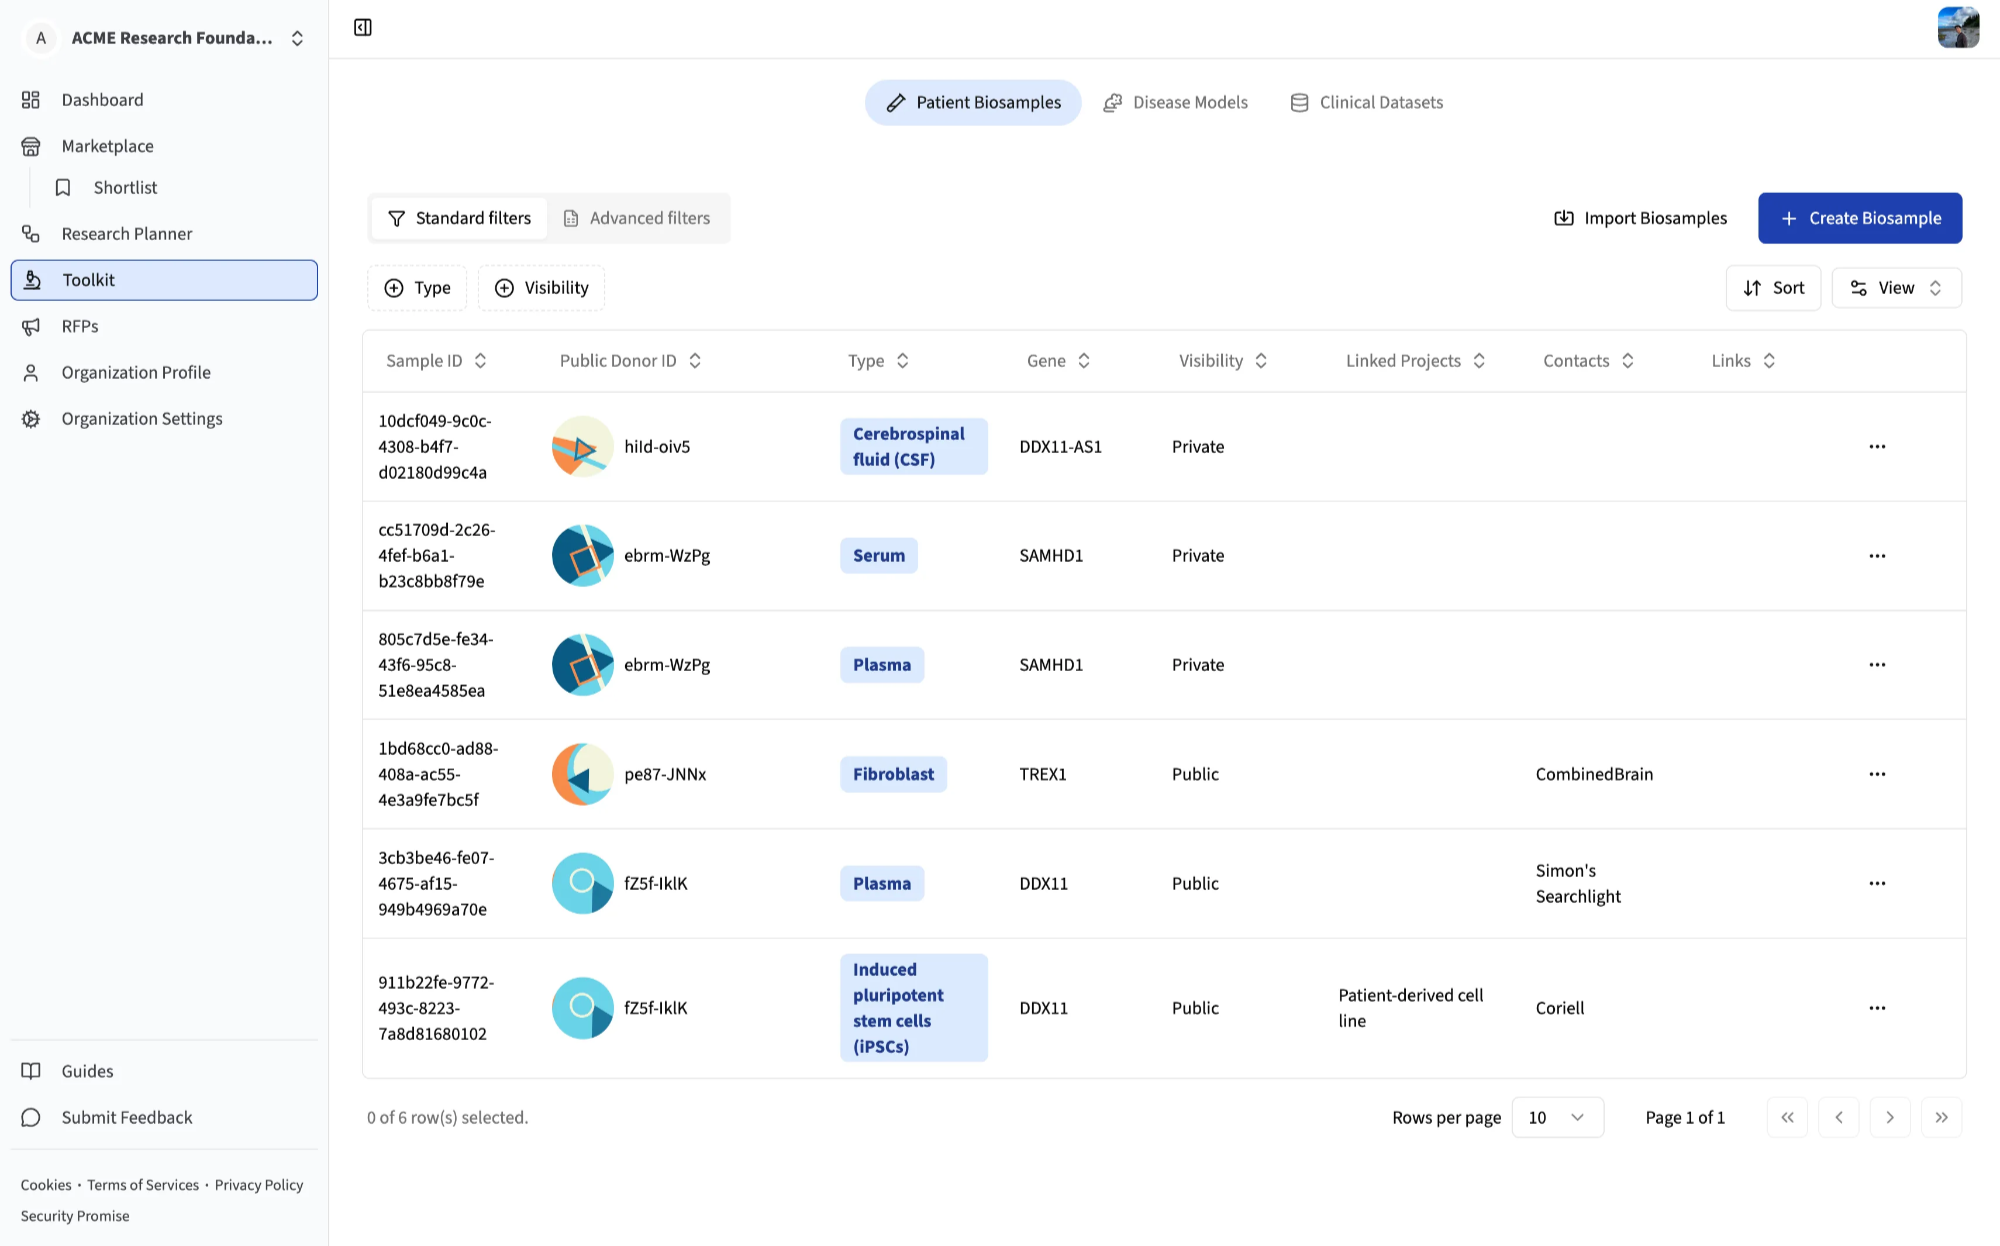 A
ACME Research Founda...
Dashboard
Marketplace
Shortlist
Research Planner
Toolkit
RFPs
Organization Profile
Organization Settings
Guides
Submit Feedback
Cookies · Terms of Services · Privacy Policy
Security Promise
Patient Biosamples
Disease Models
Clinical Datasets
Standard filters
Advanced filters
Import Biosamples
Create Biosample
Type
Visibility
Sort
View
Sample ID
Public Donor ID
Type
Gene
Visibility
Linked Projects
Contacts
Links
10dcf049-9c0c-
4308-b4f7-
d02180d99c4a
hiId-oiv5
Cerebrospinal
fluid (CSF)
DDX11-AS1
Private
cc51709d-2c26-
4fef-b6a1-
b23c8bb8f79e
ebrm-WzPg
Serum
SAMHD1
Private
805c7d5e-fe34-
43f6-95c8-
51e8ea4585ea
ebrm-WzPg
Plasma
SAMHD1
Private
1bd68cc0-ad88-
408a-ac55-
4e3a9fe7bc5f
pe87-JNNx
Fibroblast
TREX1
Public
CombinedBrain
3cb3be46-fe07-
4675-af15-
949b4969a70e
fZ5f-IklK
Plasma
DDX11
Public
Simon's
Searchlight
911b22fe-9772-
493c-8223-
7a8d81680102
fZ5f-IklK
Induced
pluripotent
stem cells
(iPSCs)
DDX11
Public
Patient-derived cell
line
Coriell
0 of 6 row(s) selected.
Rows per page
10
Page 1 of 1